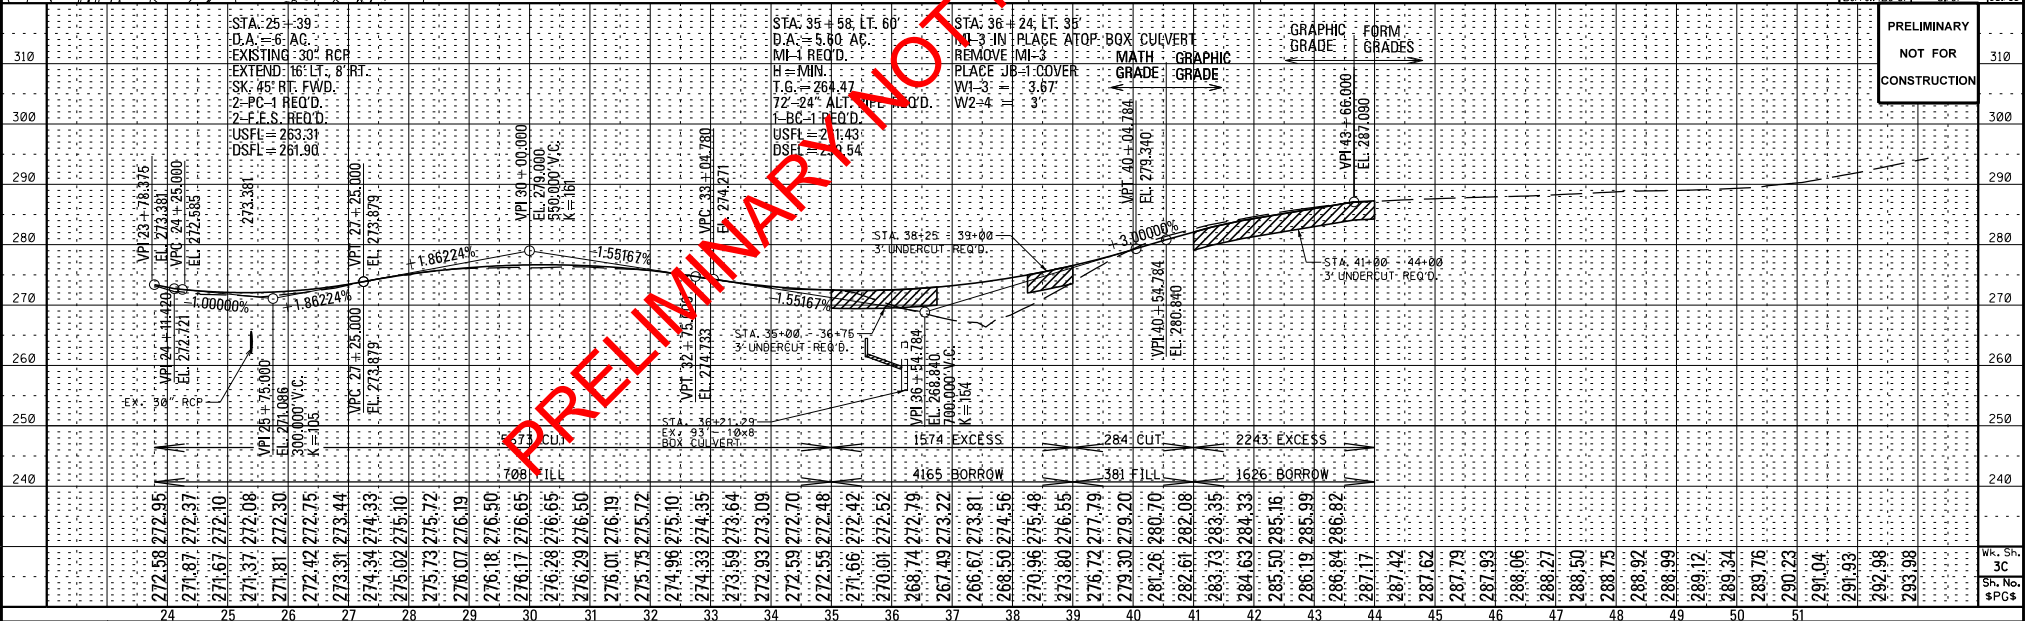 STA. 25+39
D.A.=6 AC.
EXISTING 30" RCP
EXTEND 16' LT., 8' RT.
SK. 45° RT. FWD.
2-PC-1 REQ'D.
2-F.E.S. REQ'D.
USFL=263.31
DSFL=261.90
STA. 35+58, LT. 60'
D.A.=5.60 AC.
MI-1 REQ'D.
H=MIN.
T.G.=264.47
72'-24" ALT. PIPE REQ'D.
1-BC-1 REQ'D.
STA. 36+24, LT. 35'
MI-3 IN PLACE ATOP BOX CULVERT
REMOVE MI-3
PLACE JB-1 COVER
W1-3 = 3.67'
W2-4 = 3'
MATH GRADE
GRAPHIC GRADE
GRAPHIC GRADE
FORM GRADES
PRELIMINARY
NOT FOR
CONSTRUCTION
PRELIMINARY NOT
310
300
290
280
270
260
250
240
310
300
290
280
270
260
250
240
VPI 23+78.375
EL. 273.381
VPC 24+25.000
EL. 272.585
273.381
VPT 27+25.000
EL. 273.879
VPI 30+00.000
EL. 279.000
550.000' V.C.
K=161
VPC 33+04.780
EL. 274.271
VPT 40+04.784
EL. 279.340
VPI 43+66.000
EL. 287.090
-1.00000%
+1.86224%
+1.86224%
-1.55167%
-1.55167%
+3.00000%
VPI 24+11.420
EL. 272.721
VPI 25+75.000
EL. 271.086
300.000' V.C.
K=105
VPC 27+25.000
EL. 273.879
EL. 274.733
VPI 36+54.784
EL. 268.840
700.000' V.C.
K=154
VPI 40+54.784
EL. 280.840
EX. 30" RCP
STA. 38+25 - 39+00
3' UNDERCUT REQ'D.
STA. 35+00 - 36+75
3' UNDERCUT REQ'D.
STA. 41+00 - 44+00
3' UNDERCUT REQ'D.
STA. 36+21.29
EX. 93' - 10x8
BOX CULVERT
1574 EXCESS
284 CUT
2243 EXCESS
708 FILL
4165 BORROW
381 FILL
1626 BORROW
272.95 272.37 272.10 272.08 272.30 272.75 273.44 274.33 275.10 275.72 276.19 276.50 276.65 276.65 276.50 276.19 275.72 275.10 274.35 273.64 273.09 272.70 272.48 272.42 272.52 272.79 273.22 273.81 274.56 275.48 276.55 277.79 279.20 280.70 282.08 283.35 284.33 285.16 285.99 286.82
272.58 271.87 271.67 271.37 271.81 272.42 273.31 274.34 275.02 275.73 276.07 276.18 276.17 276.28 276.29 276.01 275.75 274.96 274.33 273.59 272.93 272.59 272.55 271.66 270.01 268.74 267.49 266.67 268.50 270.96 273.80 276.72 279.30 281.26 282.61 283.73 284.63 285.50 286.19 286.84 287.17 287.42 287.62 287.79 287.93 288.06 288.27 288.50 288.75 288.92 288.99 289.12 289.34 289.76 290.23 291.04 291.93 292.98 293.98
24 25 26 27 28 29 30 31 32 33 34 35 36 37 38 39 40 41 42 43 44 45 46 47 48 49 50 51
Wk. Sh.
3C
Sh. No.
$PG$